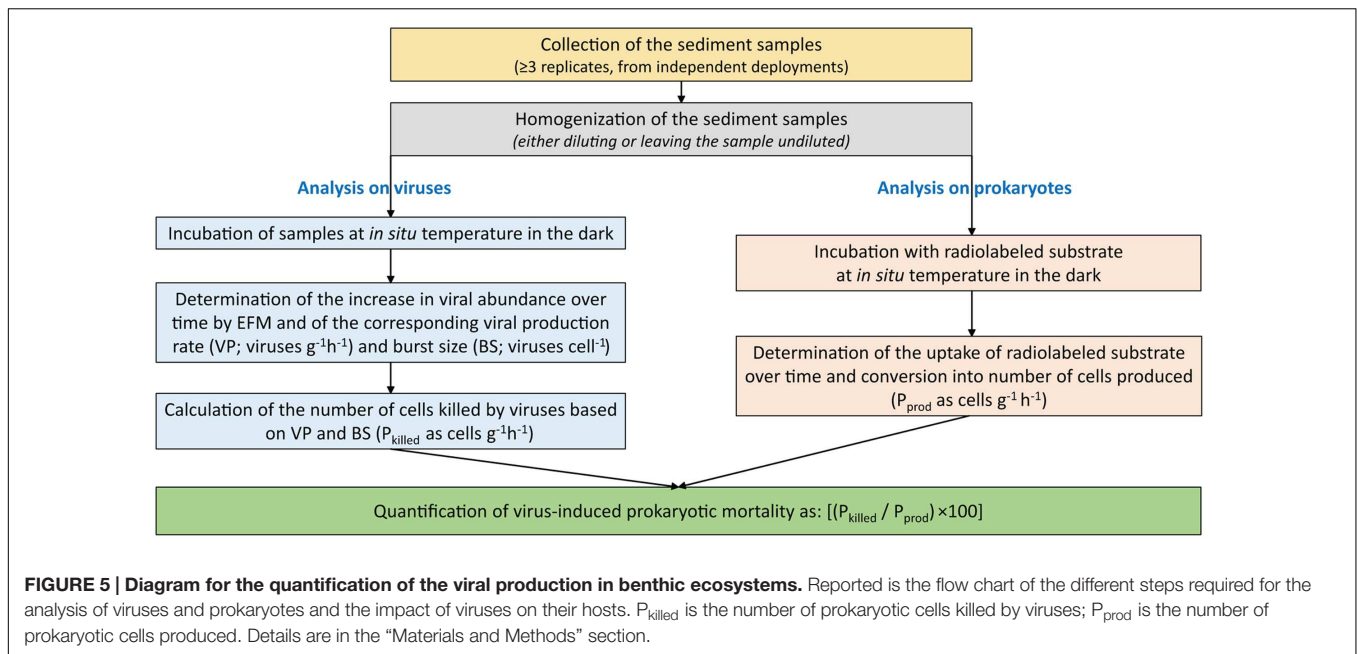 Collection of the sediment samples
(≥3 replicates, from independent deployments)
Homogenization of the sediment samples
(either diluting or leaving the sample undiluted)
Analysis on viruses
Incubation of samples at in situ temperature in the dark
Determination of the increase in viral abundance over
time by EFM and of the corresponding viral production
rate (VP; viruses g⁻¹h⁻¹) and burst size (BS; viruses cell⁻¹)
Calculation of the number of cells killed by viruses based
on VP and BS (Pkilled as cells g⁻¹h⁻¹)
Analysis on prokaryotes
Incubation with radiolabeled substrate
at in situ temperature in the dark
Determination of the uptake of radiolabeled substrate
over time and conversion into number of cells produced
(Pprod as cells g⁻¹ h⁻¹)
Quantification of virus-induced prokaryotic mortality as: [(Pkilled / Pprod) ×100]
FIGURE 5 | Diagram for the quantification of the viral production in benthic ecosystems. Reported is the flow chart of the different steps required for the
analysis of viruses and prokaryotes and the impact of viruses on their hosts. Pkilled is the number of prokaryotic cells killed by viruses; Pprod is the number of
prokaryotic cells produced. Details are in the “Materials and Methods” section.